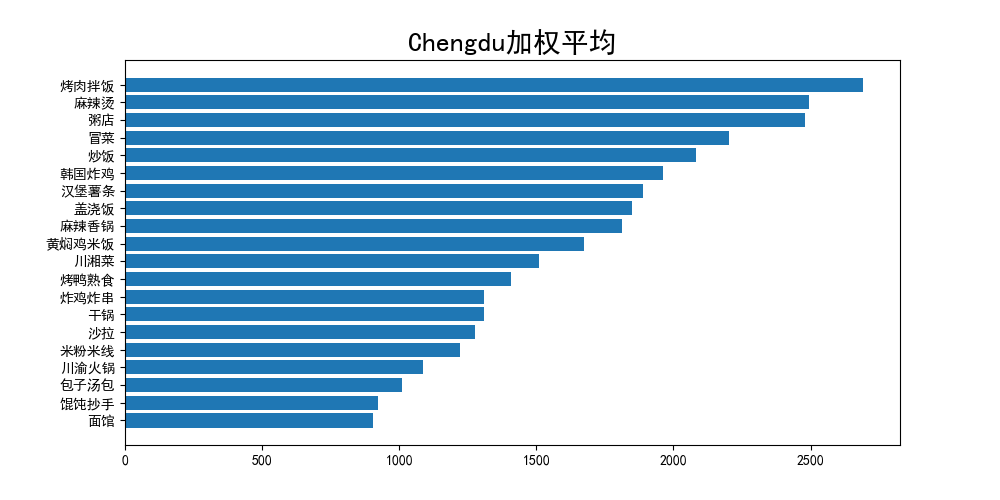 Chengdu加权平均
烤肉拌饭
麻辣烫
粥店
冒菜
炒饭
韩国炸鸡
汉堡薯条
盖浇饭
麻辣香锅
黄焖鸡米饭
川湘菜
烤鸭熟食
炸鸡炸串
干锅
沙拉
米粉米线
川渝火锅
包子汤包
馄饨抄手
面馆
0 500 1000 1500 2000 2500